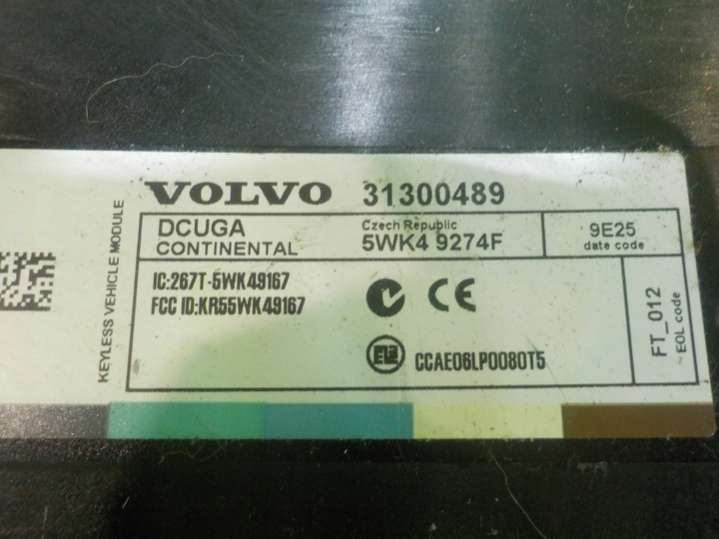 VOLVO 31300489
KEYLESS VEHICLE MODULE
DCUGA
CONTINENTAL
Czech Republic
5WK4 9274F
9E25
date code
IC:267T-5WK49167
FCC ID:KR55WK49167
CE
CCAE06LP0080T5
FT_012
~ EOL code